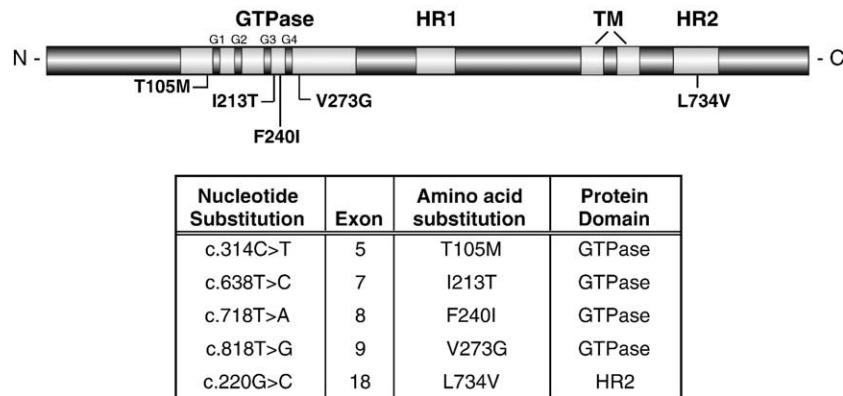 GTPase HR1 TM HR2
G1 G2 G3 G4
N - - C
T105M
I213T V273G L734V
F240I
Nucleotide Substitution Exon Amino acid substitution Protein Domain
c.314C>T 5 T105M GTPase
c.638T>C 7 I213T GTPase
c.718T>A 8 F240I GTPase
c.818T>G 9 V273G GTPase
c.220G>C 18 L734V HR2